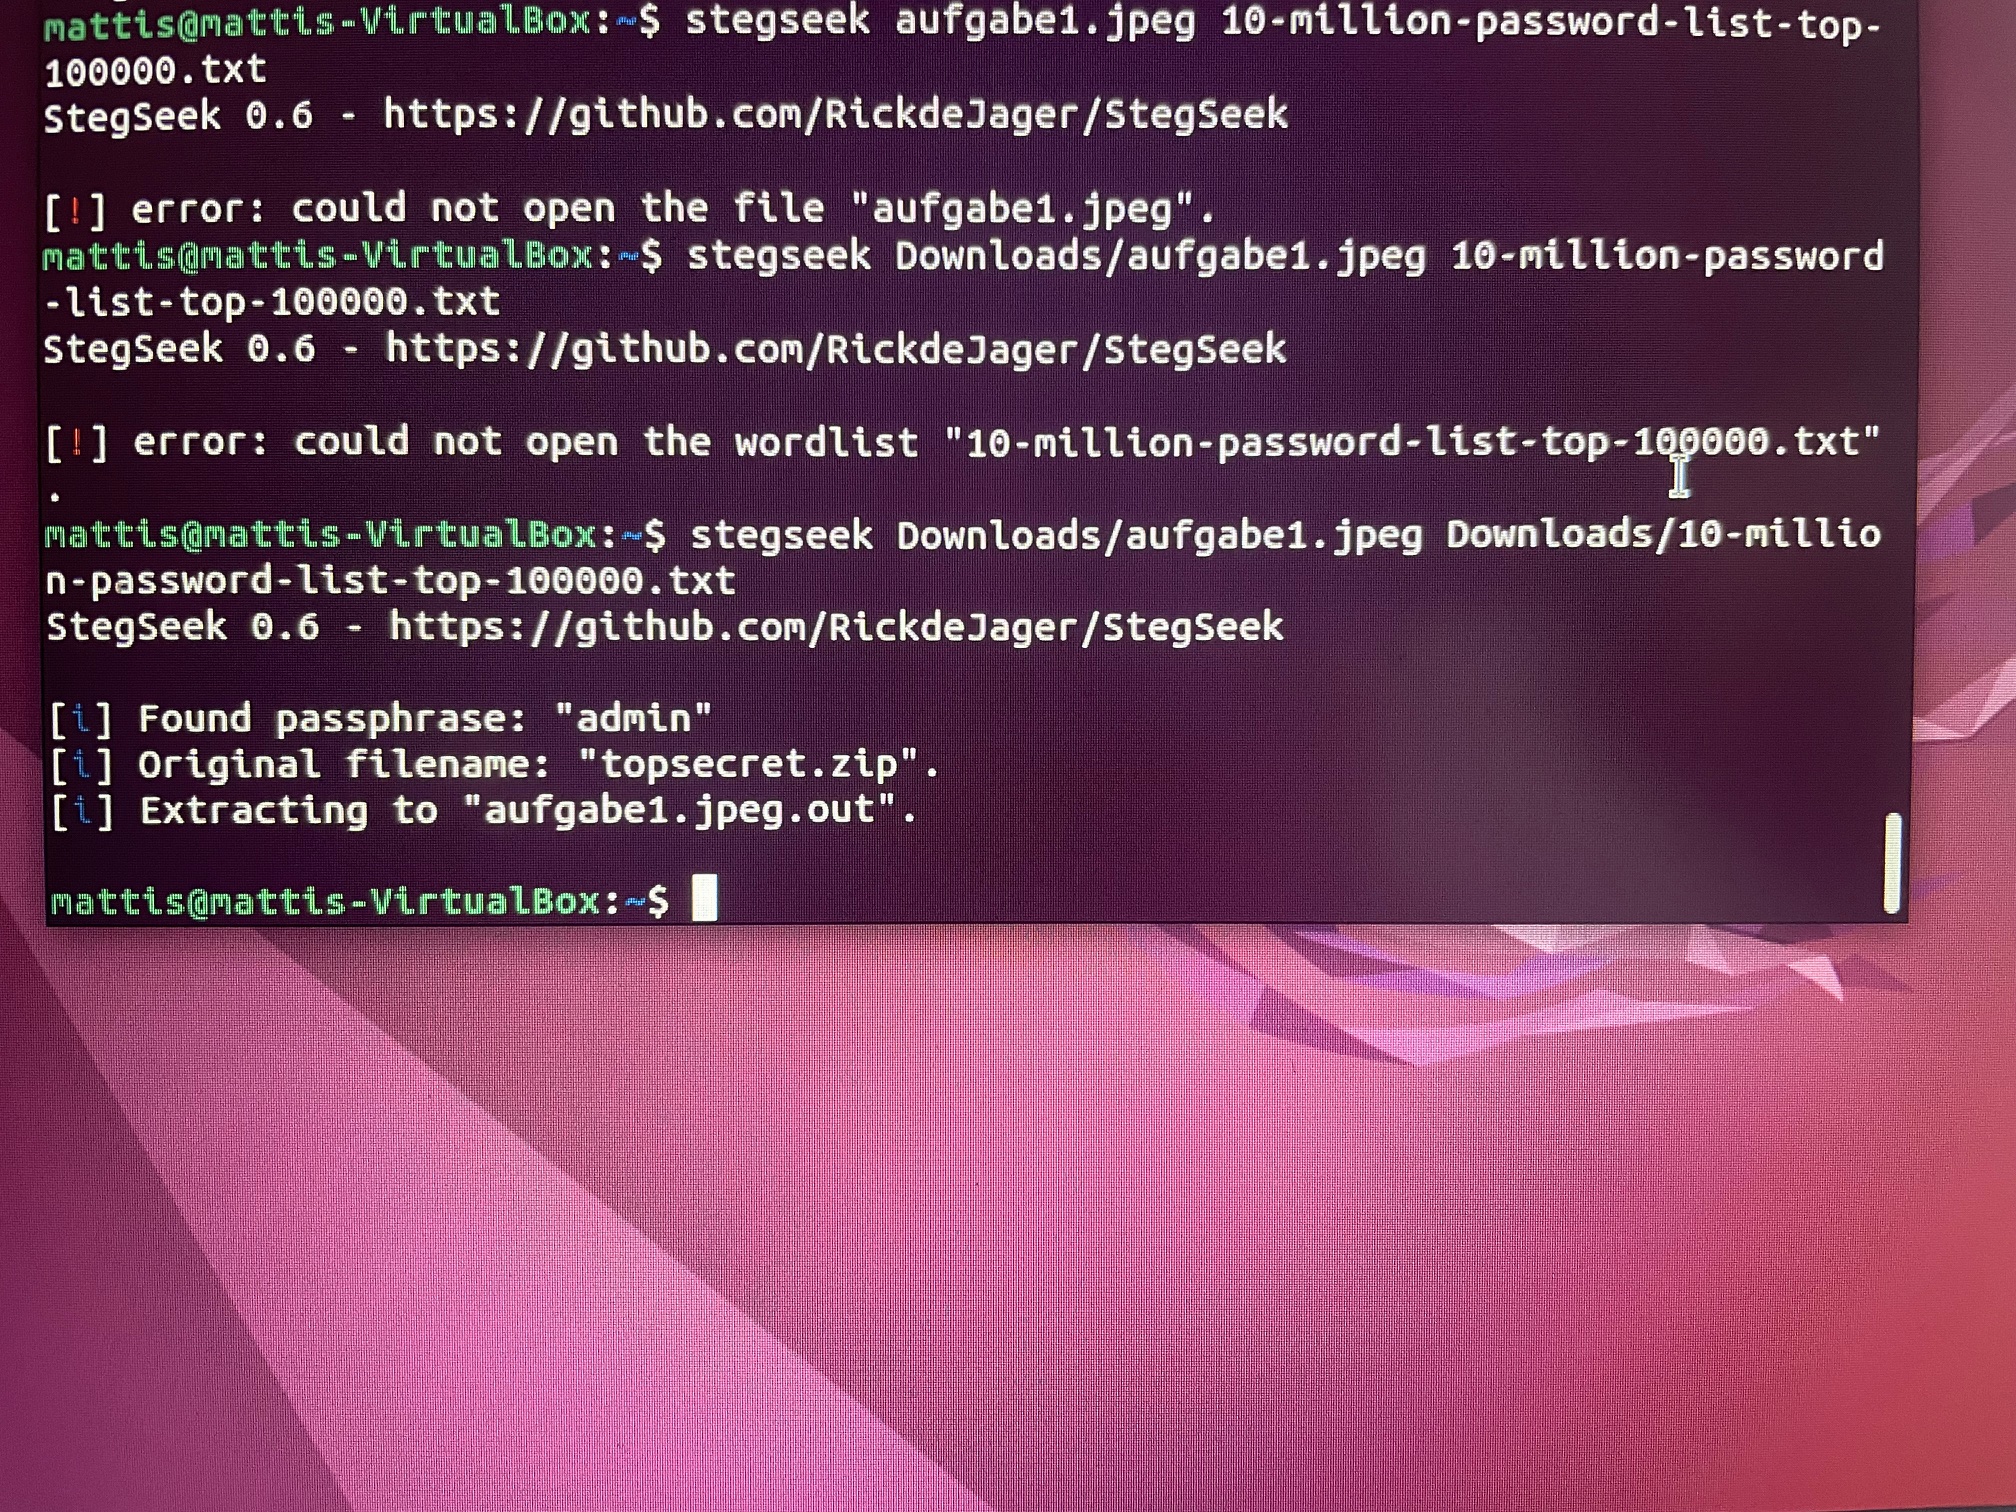 mattis@mattis-VirtualBox:~$ stegseek aufgabe1.jpeg 10-million-password-list-top-
100000.txt
StegSeek 0.6 - https://github.com/RickdeJager/StegSeek
[!] error: could not open the file "aufgabe1.jpeg".
mattis@mattis-VirtualBox:~$ stegseek Downloads/aufgabe1.jpeg 10-million-password
-list-top-100000.txt
StegSeek 0.6 - https://github.com/RickdeJager/StegSeek
[!] error: could not open the wordlist "10-million-password-list-top-100000.txt"
.
mattis@mattis-VirtualBox:~$ stegseek Downloads/aufgabe1.jpeg Downloads/10-millio
n-password-list-top-100000.txt
StegSeek 0.6 - https://github.com/RickdeJager/StegSeek
[i] Found passphrase: "admin"
[i] Original filename: "topsecret.zip".
[i] Extracting to "aufgabe1.jpeg.out".
mattis@mattis-VirtualBox:~$